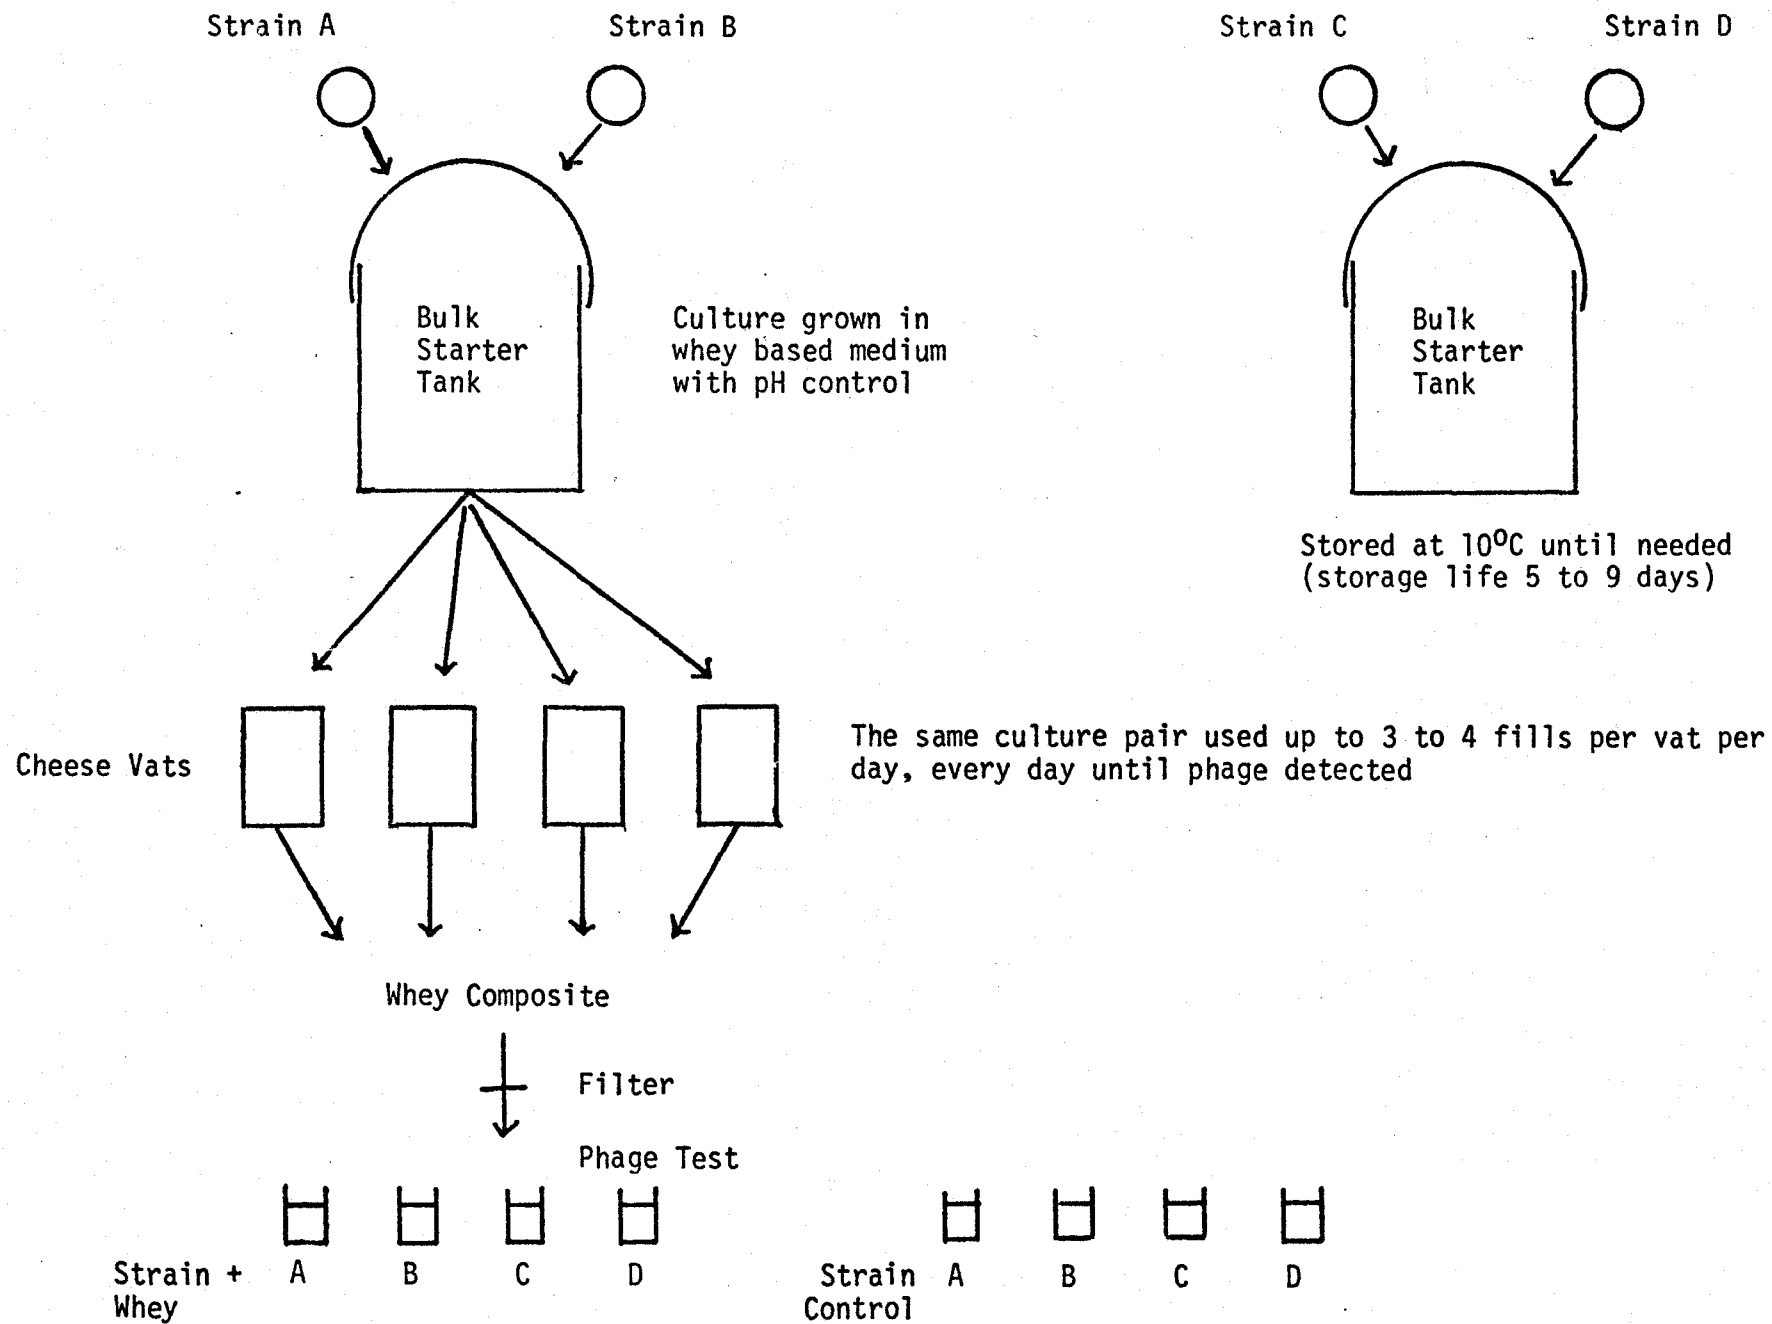 Strain A
Strain B
Strain C
Strain D
Bulk
Starter
Tank
Culture grown in
whey based medium
with pH control
Bulk
Starter
Tank
Stored at 10°C until needed
(storage life 5 to 9 days)
Cheese Vats
The same culture pair used up to 3 to 4 fills per vat per
day, every day until phage detected
Whey Composite
Filter
Phage Test
Strain +
Whey
A
B
C
D
Strain
Control
A
B
C
D